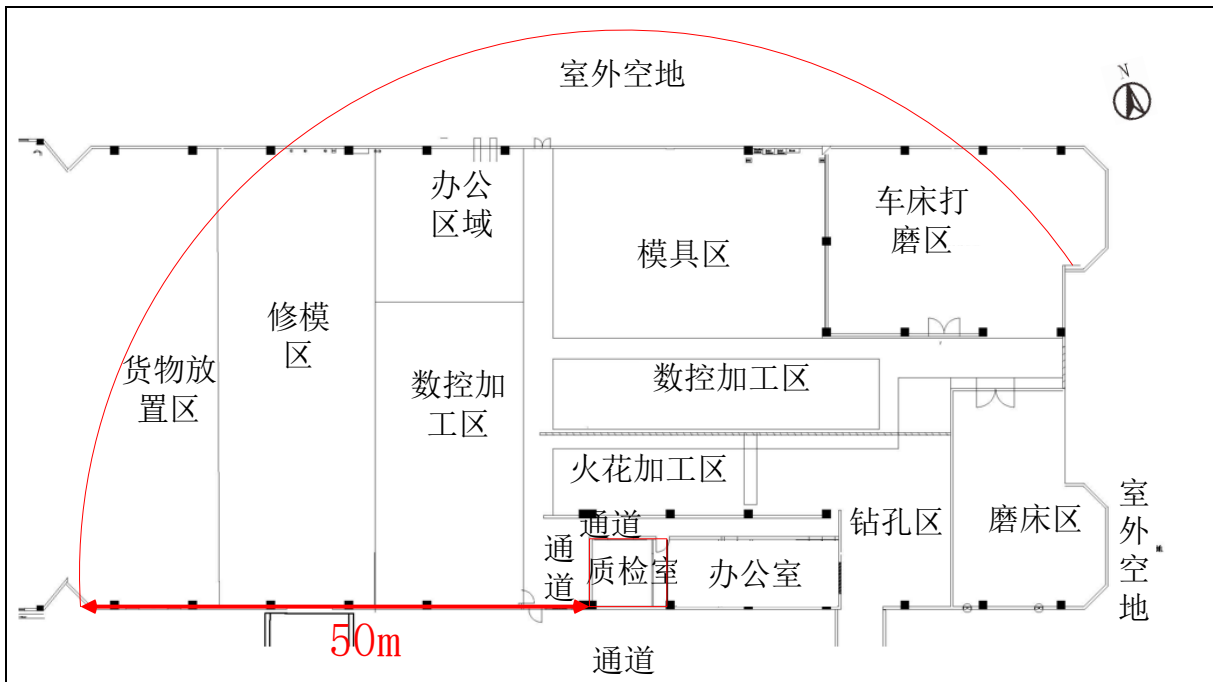 室外空地
N
办公
区域
车床打
磨区
模具区
修模
区
货物放
置区
数控加
工区
数控加工区
火花加工区
通道
通
道
质检室
办公室
钻孔区
磨床区
室
外
空
地
50m
通道